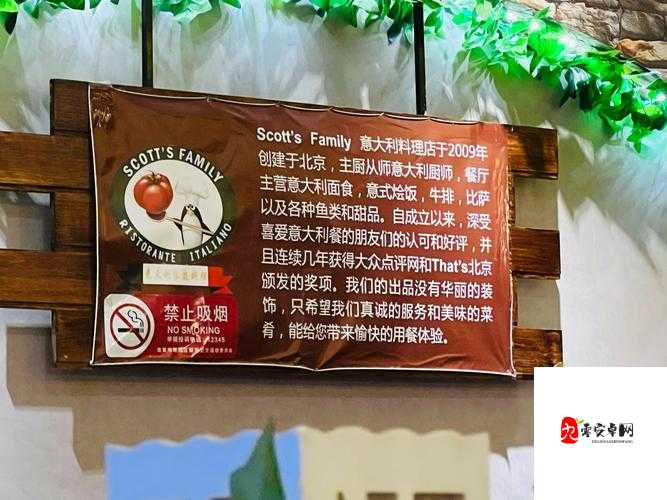 SCOTT'S FAMILY
RISTORANTE ITALIANO
Scott's Family 意大利料理店于2009年
创建于北京，主厨从师意大利厨师，餐厅
主营意大利面食，意式烩饭，牛排，比萨
以及各种鱼类和甜品。自成立以来，深受
喜爱意大利餐的朋友们的认可和好评，并
且连续几年获得大众点评网和That's北京
颁发的奖项。我们的出品没有华丽的装
饰，只希望我们真诚的服务和美味的菜
肴，能给您带来愉快的用餐体验。
禁止吸烟
NO SMOKING
举报投诉电话：12345